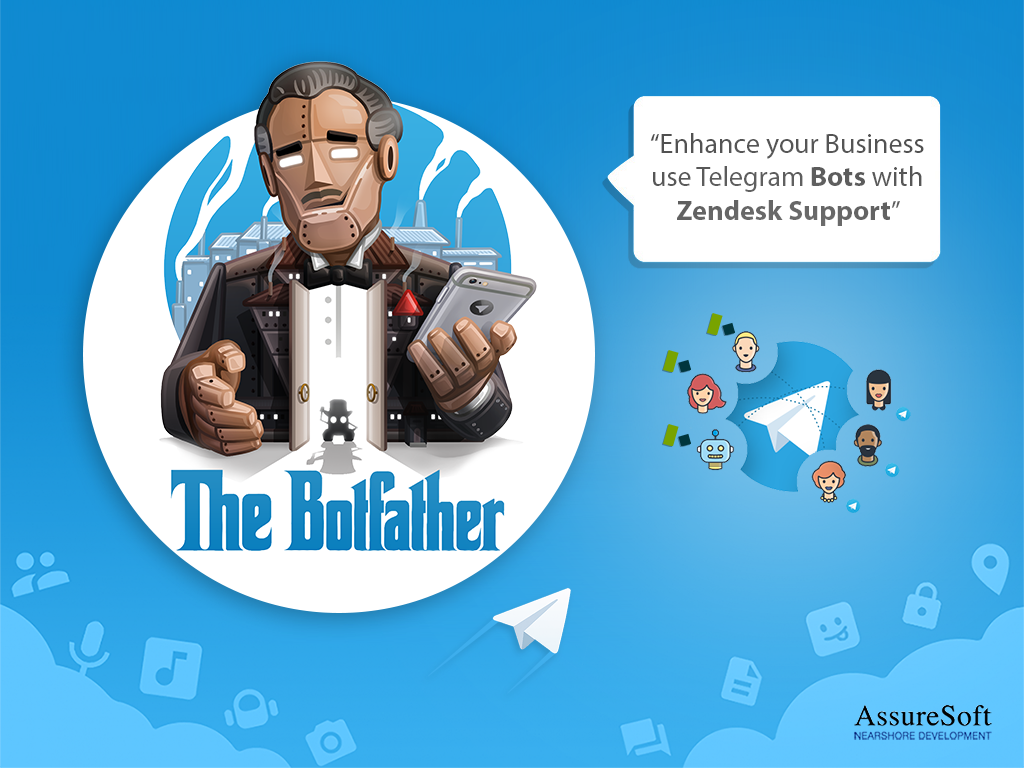 “Enhance your Business
use Telegram Bots with
Zendesk Support”
The Botfather
AssureSoft
NEARSHORE DEVELOPMENT